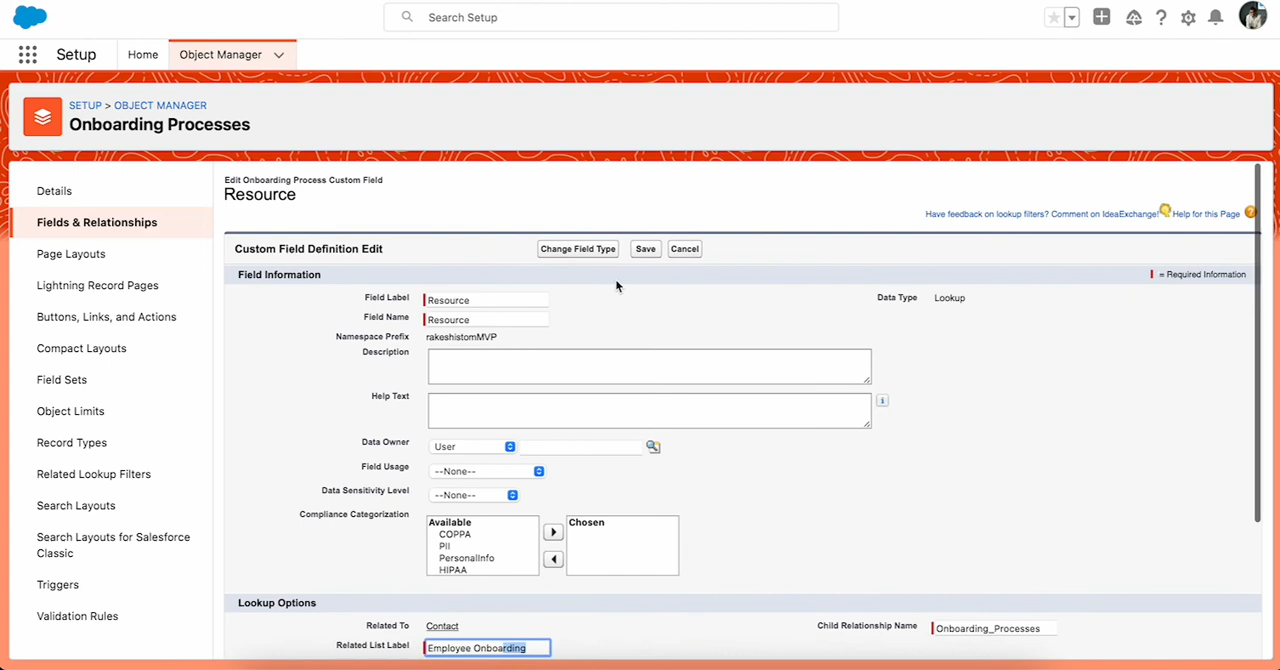 Search Setup
Setup
Home
Object Manager
SETUP > OBJECT MANAGER
Onboarding Processes
Details
Fields & Relationships
Page Layouts
Lightning Record Pages
Buttons, Links, and Actions
Compact Layouts
Field Sets
Object Limits
Record Types
Related Lookup Filters
Search Layouts
Search Layouts for Salesforce
Classic
Triggers
Validation Rules
Edit Onboarding Process Custom Field
Resource
Have feedback on lookup filters? Comment on IdeaExchange! Help for this Page
Custom Field Definition Edit
Change Field Type
Save
Cancel
Field Information
= Required Information
Field Label Resource
Data Type Lookup
Field Name Resource
Namespace Prefix rakeshistomMVP
Description
Help Text
Data Owner User
Field Usage --None--
Data Sensitivity Level --None--
Compliance Categorization
Available
COPPA
PII
PersonalInfo
HIPAA
Chosen
Lookup Options
Related To Contact
Child Relationship Name Onboarding_Processes
Related List Label Employee Onboarding